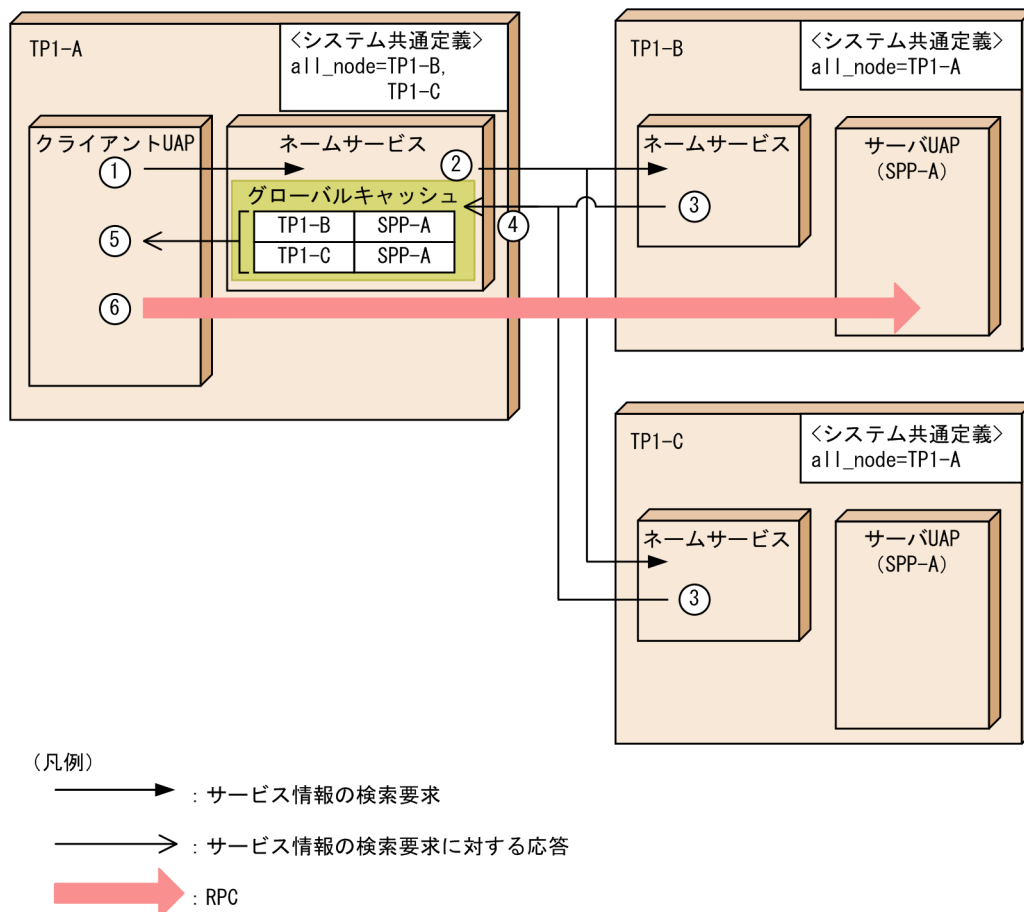 TP1-A
<システム共通定義>
all_node=TP1-B,
TP1-C
クライアントUAP
①
⑤
⑥
ネームサービス
②
グローバルキャッシュ
④
TP1-B SPP-A
TP1-C SPP-A
TP1-B
<システム共通定義>
all_node=TP1-A
ネームサービス
③
サーバUAP
(SPP-A)
TP1-C
<システム共通定義>
all_node=TP1-A
ネームサービス
③
サーバUAP
(SPP-A)
(凡例)
:サービス情報の検索要求
:サービス情報の検索要求に対する応答
:RPC